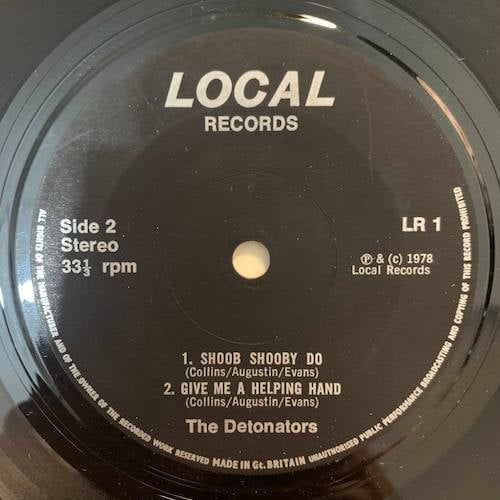 LOCAL
RECORDS
Side 2
Stereo
33⅓ rpm
LR 1
℗ & (c) 1978
Local Records
1. SHOOB SHOOBY DO
(Collins/Augustin/Evans)
2. GIVE ME A HELPING HAND
(Collins/Augustin/Evans)
The Detonators
ALL RIGHTS OF THE MANUFACTURER AND OF THE OWNER OF THE RECORDED WORK RESERVED MADE IN Gt. BRITAIN UNAUTHORISED PUBLIC PERFORMANCE BROADCASTING AND COPYING OF THIS RECORD PROHIBITED